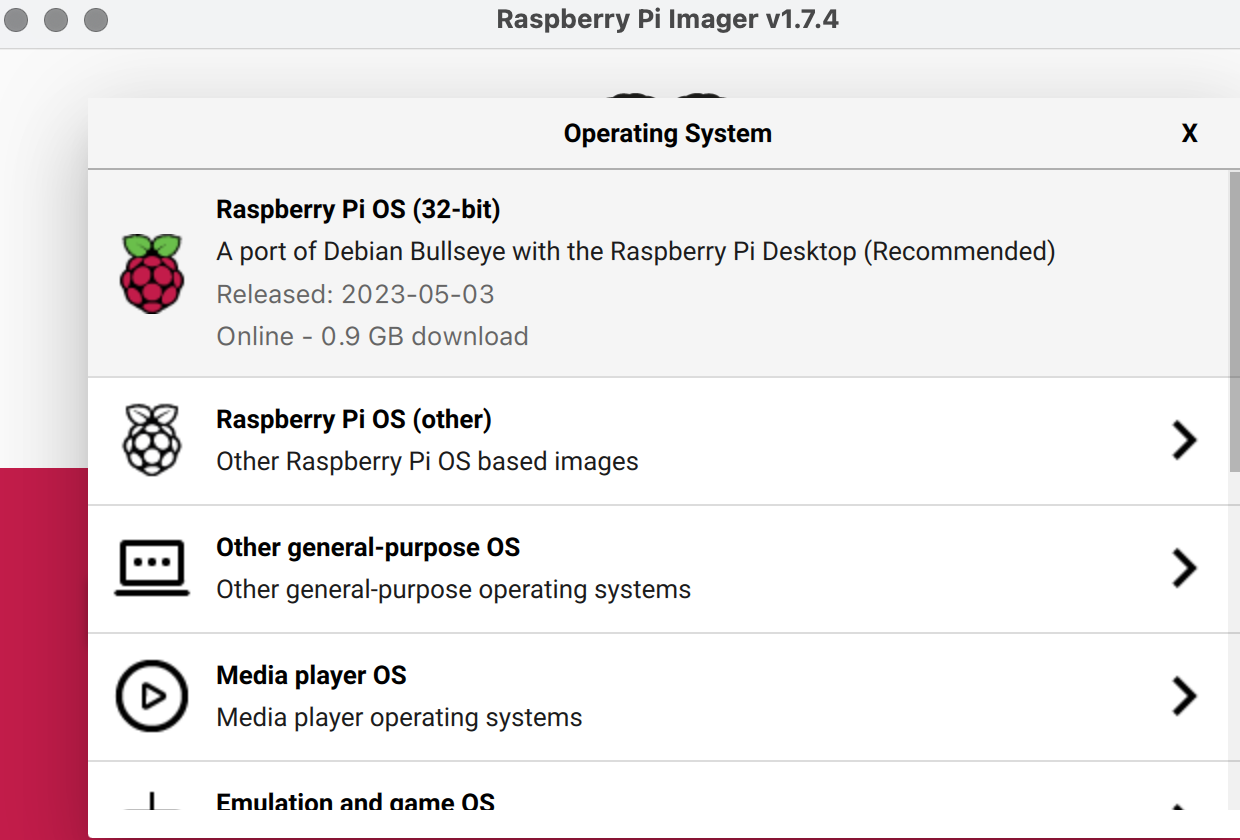 Raspberry Pi Imager v1.7.4
Operating System
X
Raspberry Pi OS (32-bit)
A port of Debian Bullseye with the Raspberry Pi Desktop (Recommended)
Released: 2023-05-03
Online - 0.9 GB download
Raspberry Pi OS (other)
Other Raspberry Pi OS based images
Other general-purpose OS
Other general-purpose operating systems
Media player OS
Media player operating systems
Emulation and game OS